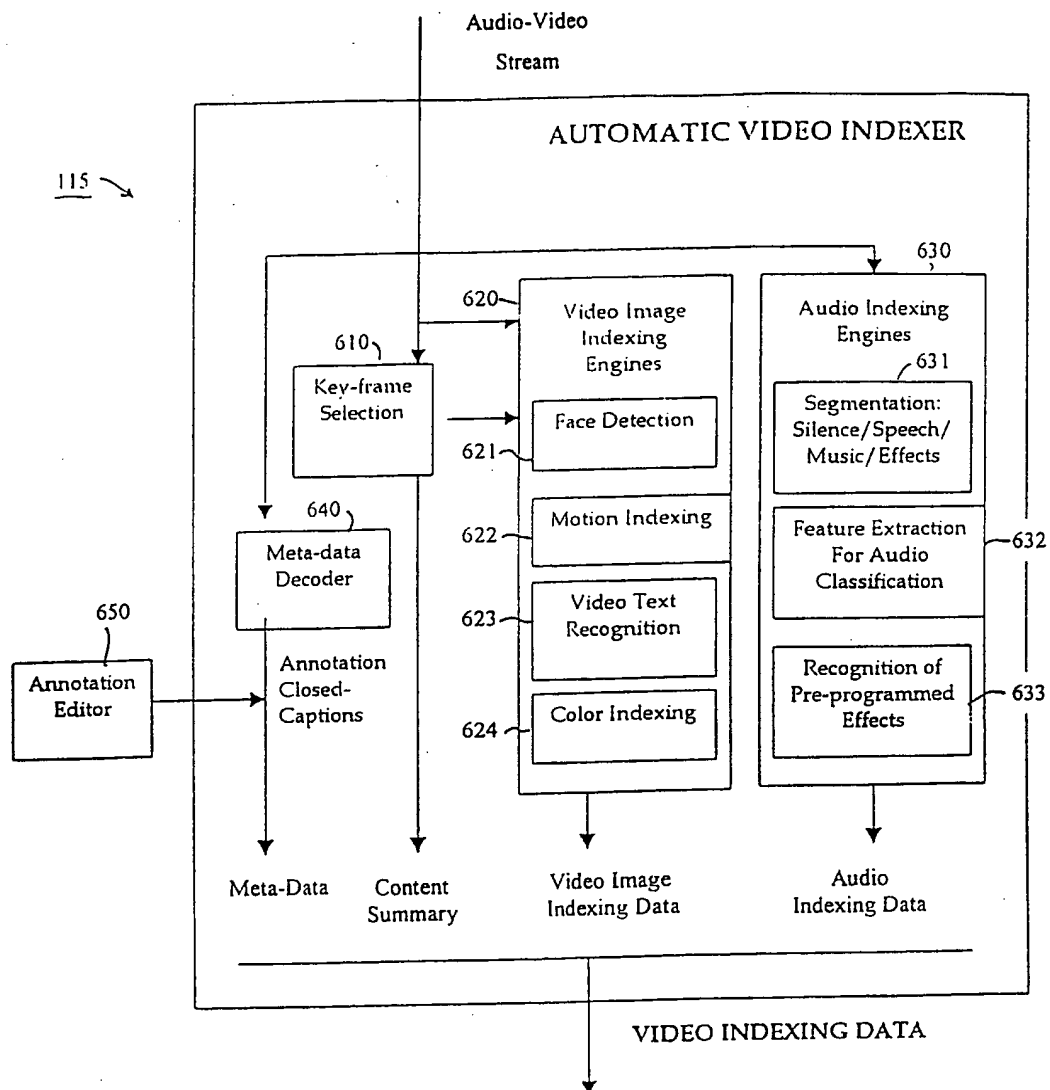 Audio-Video
Stream
AUTOMATIC VIDEO INDEXER
115
630
620
Video Image
Indexing
Engines
Audio Indexing
Engines
610
Key-frame
Selection
631
Segmentation:
Silence/Speech/
Music/Effects
Face Detection
621
640
Meta-data
Decoder
Motion Indexing
622
Feature Extraction
For Audio
Classification
632
650
Annotation
Editor
Annotation
Closed-
Captions
623
Video Text
Recognition
Recognition of
Pre-programmed
Effects
633
624
Color Indexing
Meta-Data
Content
Summary
Video Image
Indexing Data
Audio
Indexing Data
VIDEO INDEXING DATA